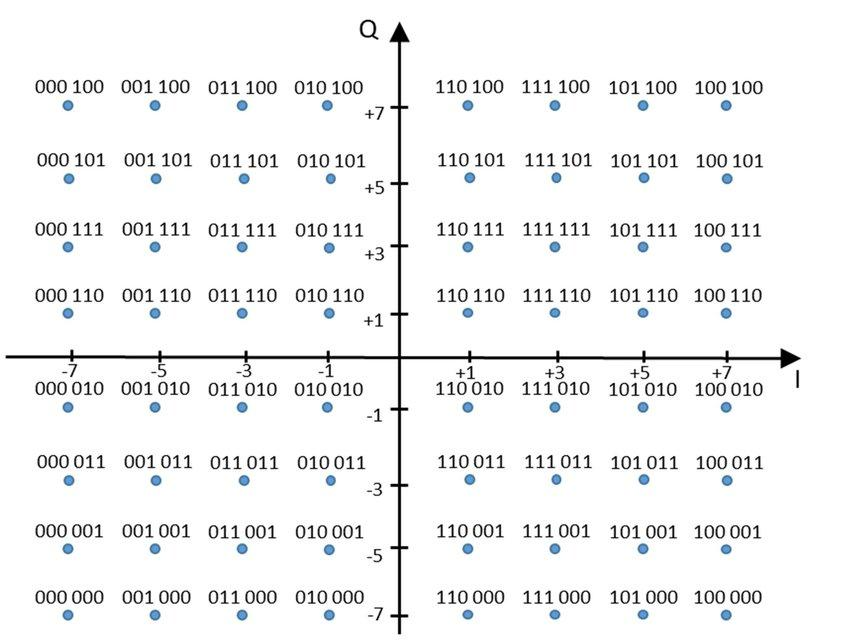 Q
000 100 001 100 011 100 010 100 110 100 111 100 101 100 100 100
+7
000 101 001 101 011 101 010 101 110 101 111 101 101 101 100 101
+5
000 111 001 111 011 111 010 111 110 111 111 111 101 111 100 111
+3
000 110 001 110 011 110 010 110 110 110 111 110 101 110 100 110
+1
-7 -5 -3 -1 +1 +3 +5 +7
I
000 010 001 010 011 010 010 010 110 010 111 010 101 010 100 010
-1
000 011 001 011 011 011 010 011 110 011 111 011 101 011 100 011
-3
000 001 001 001 011 001 010 001 110 001 111 001 101 001 100 001
-5
000 000 001 000 011 000 010 000 110 000 111 000 101 000 100 000
-7